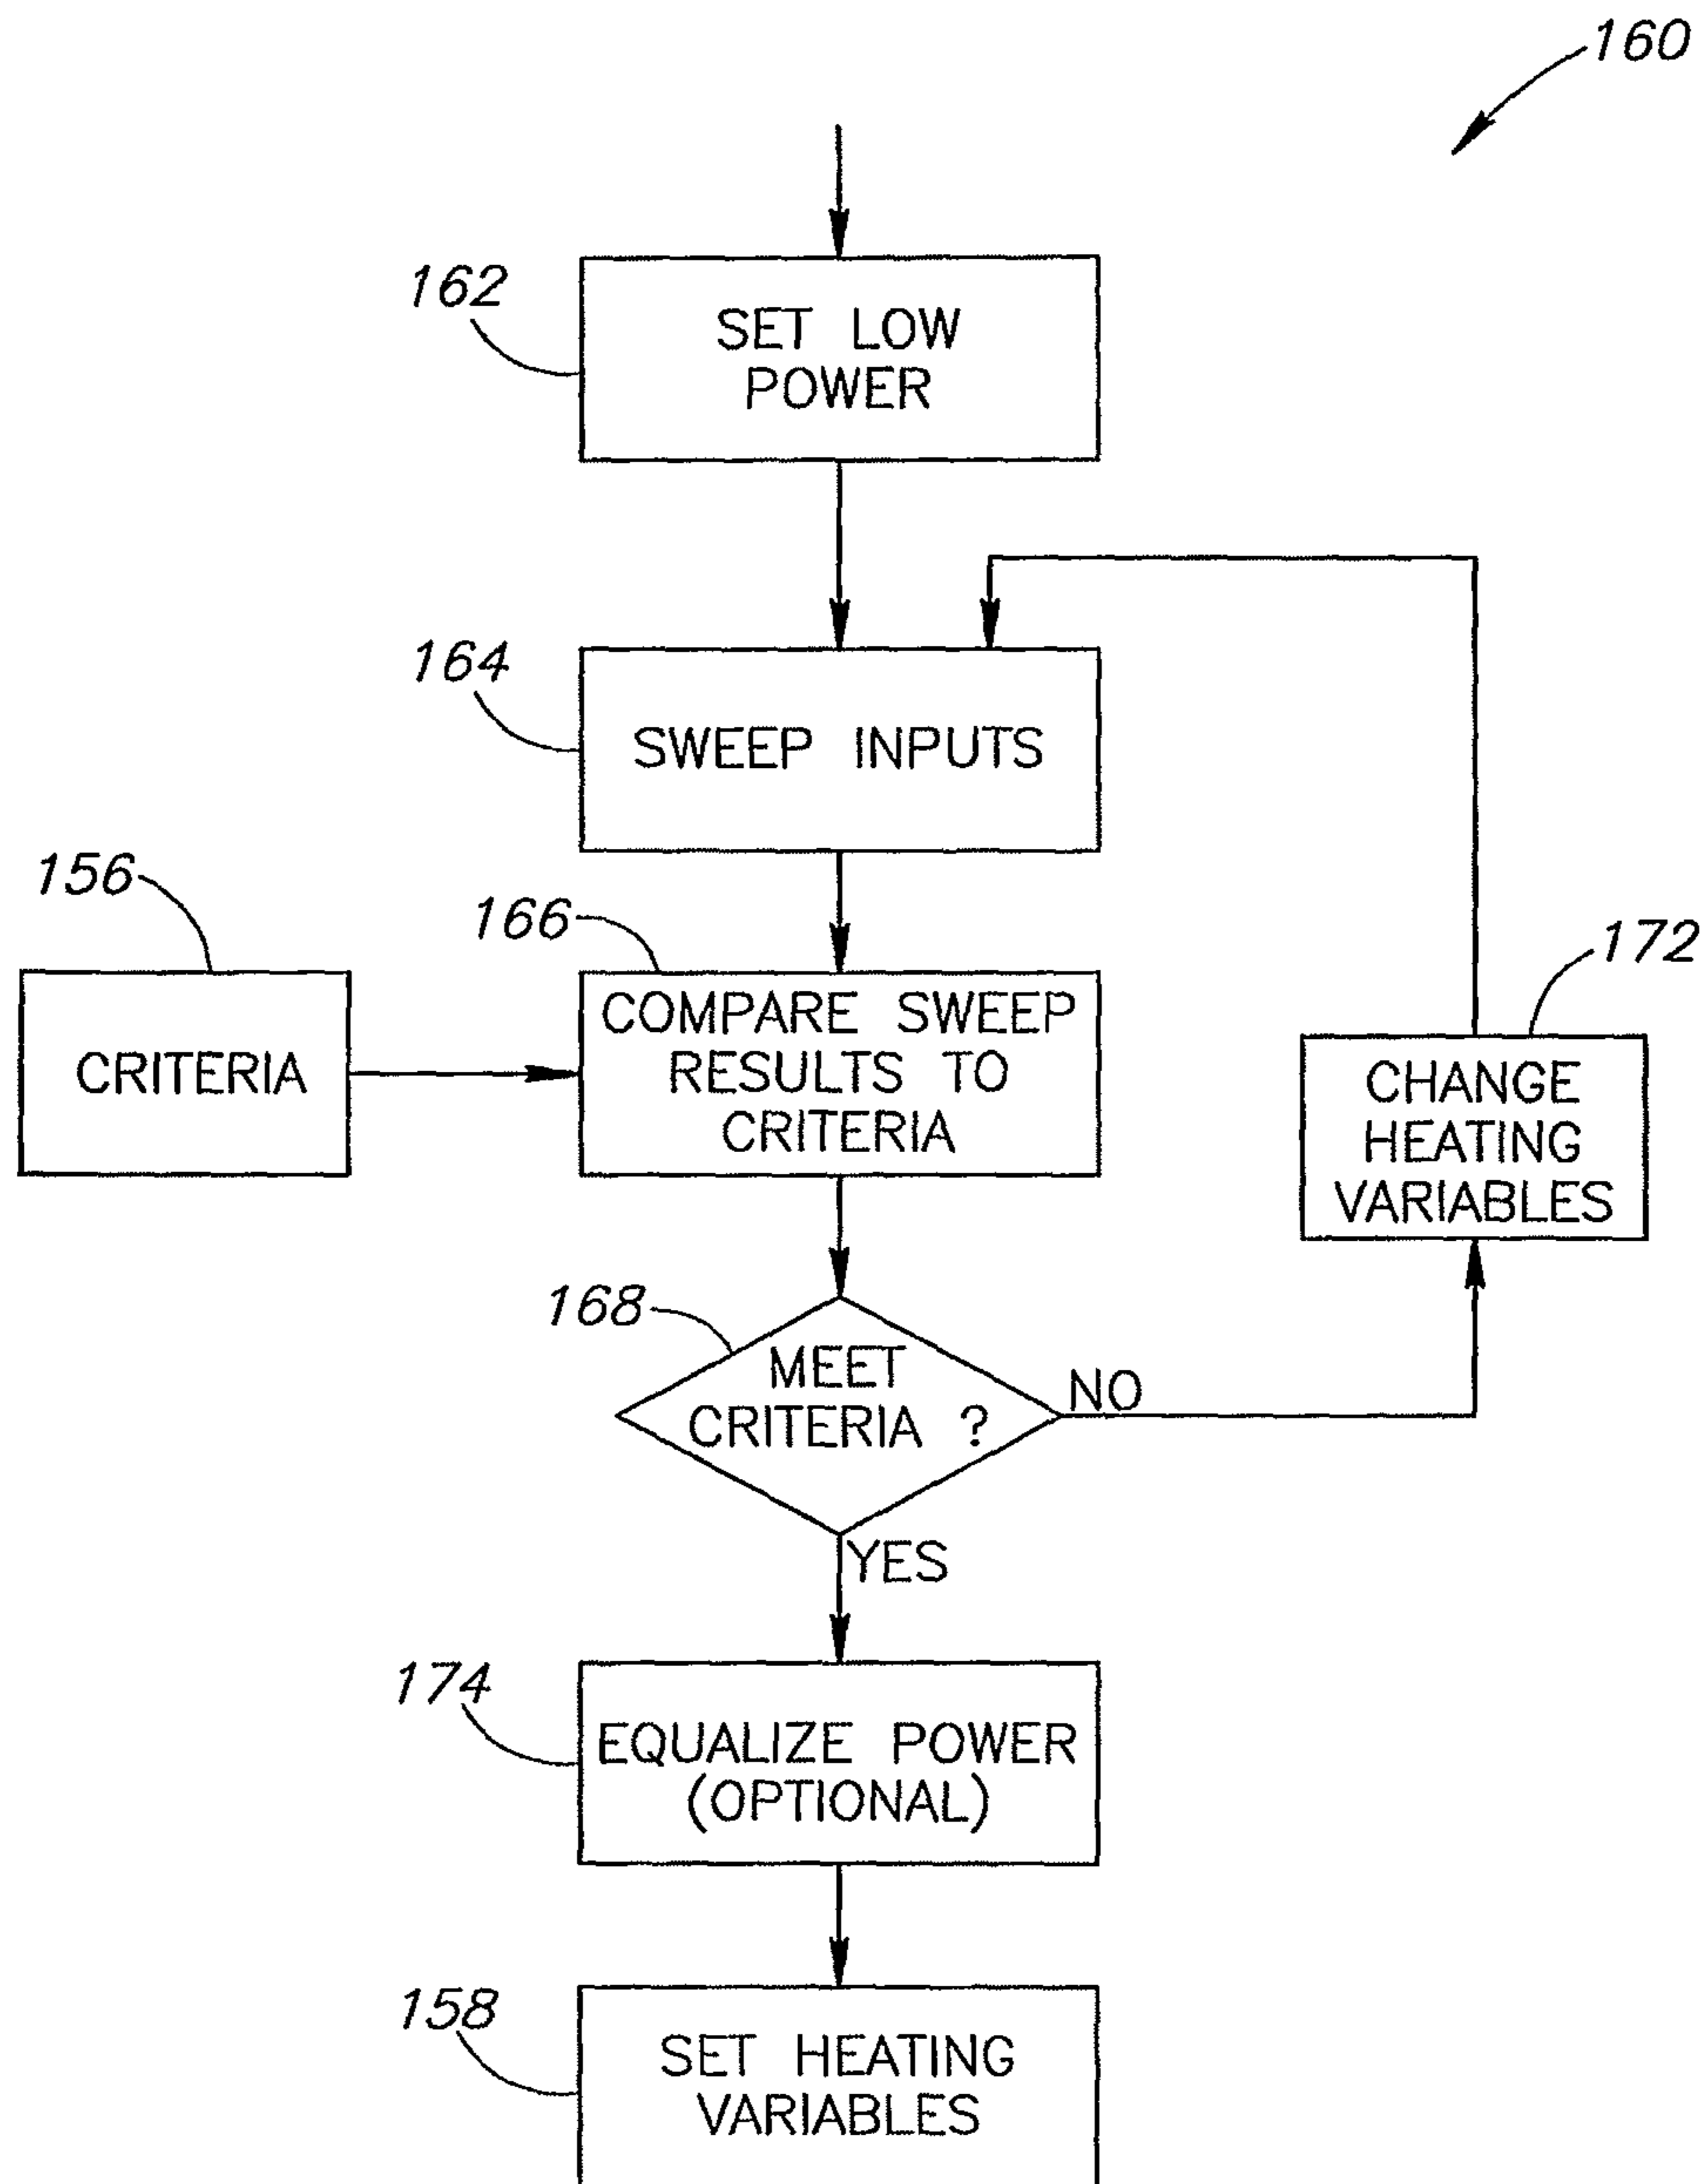 160
162
SET LOW
POWER
164
SWEEP INPUTS
156
166
172
CRITERIA
COMPARE SWEEP
RESULTS TO
CRITERIA
CHANGE
HEATING
VARIABLES
168
MEET
CRITERIA ?
NO
YES
174
EQUALIZE POWER
(OPTIONAL)
158
SET HEATING
VARIABLES